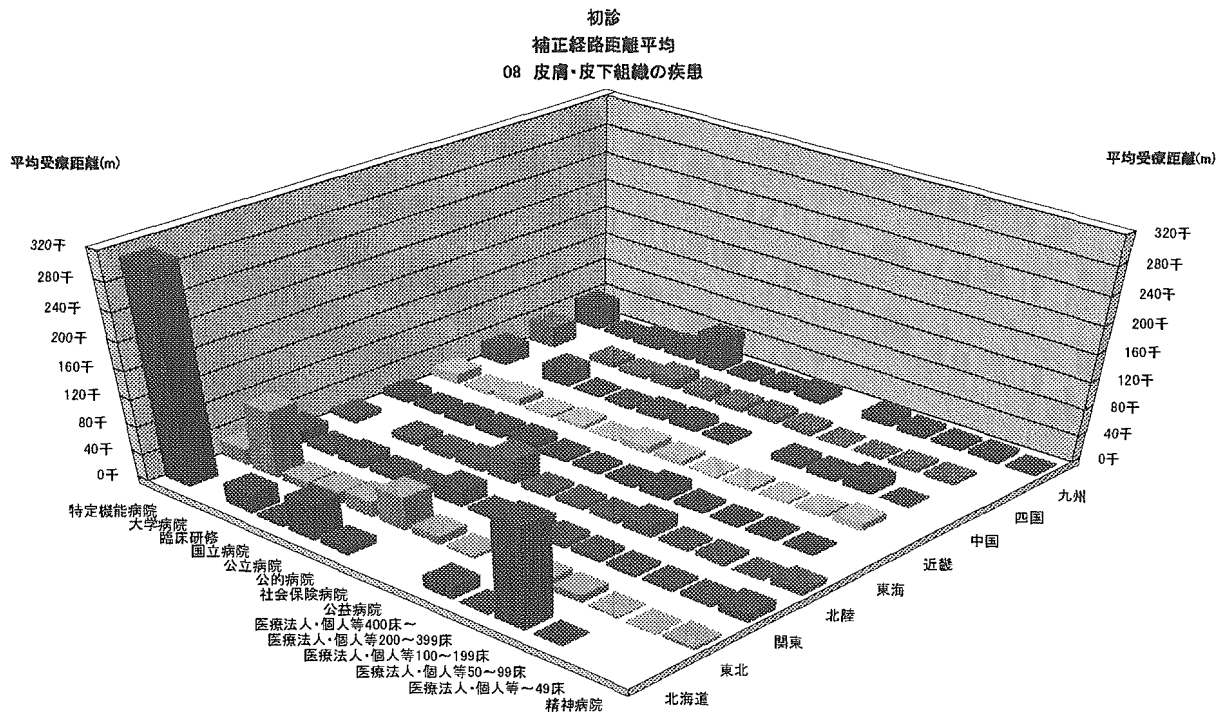 初診
補正経路距離平均
08 皮膚・皮下組織の疾患
平均受療距離(m)
平均受療距離(m)
320千
280千
240千
200千
160千
120千
80千
40千
0千
320千
280千
240千
200千
160千
120千
80千
40千
0千
特定機能病院
大学病院
臨床研修
国立病院
公立病院
公的病院
社会保険病院
公益病院
医療法人・個人等400床～
医療法人・個人等200～399床
医療法人・個人等100～199床
医療法人・個人等50～99床
医療法人・個人等～49床
精神病院
北海道
東北
関東
北陸
東海
近畿
中国
四国
九州